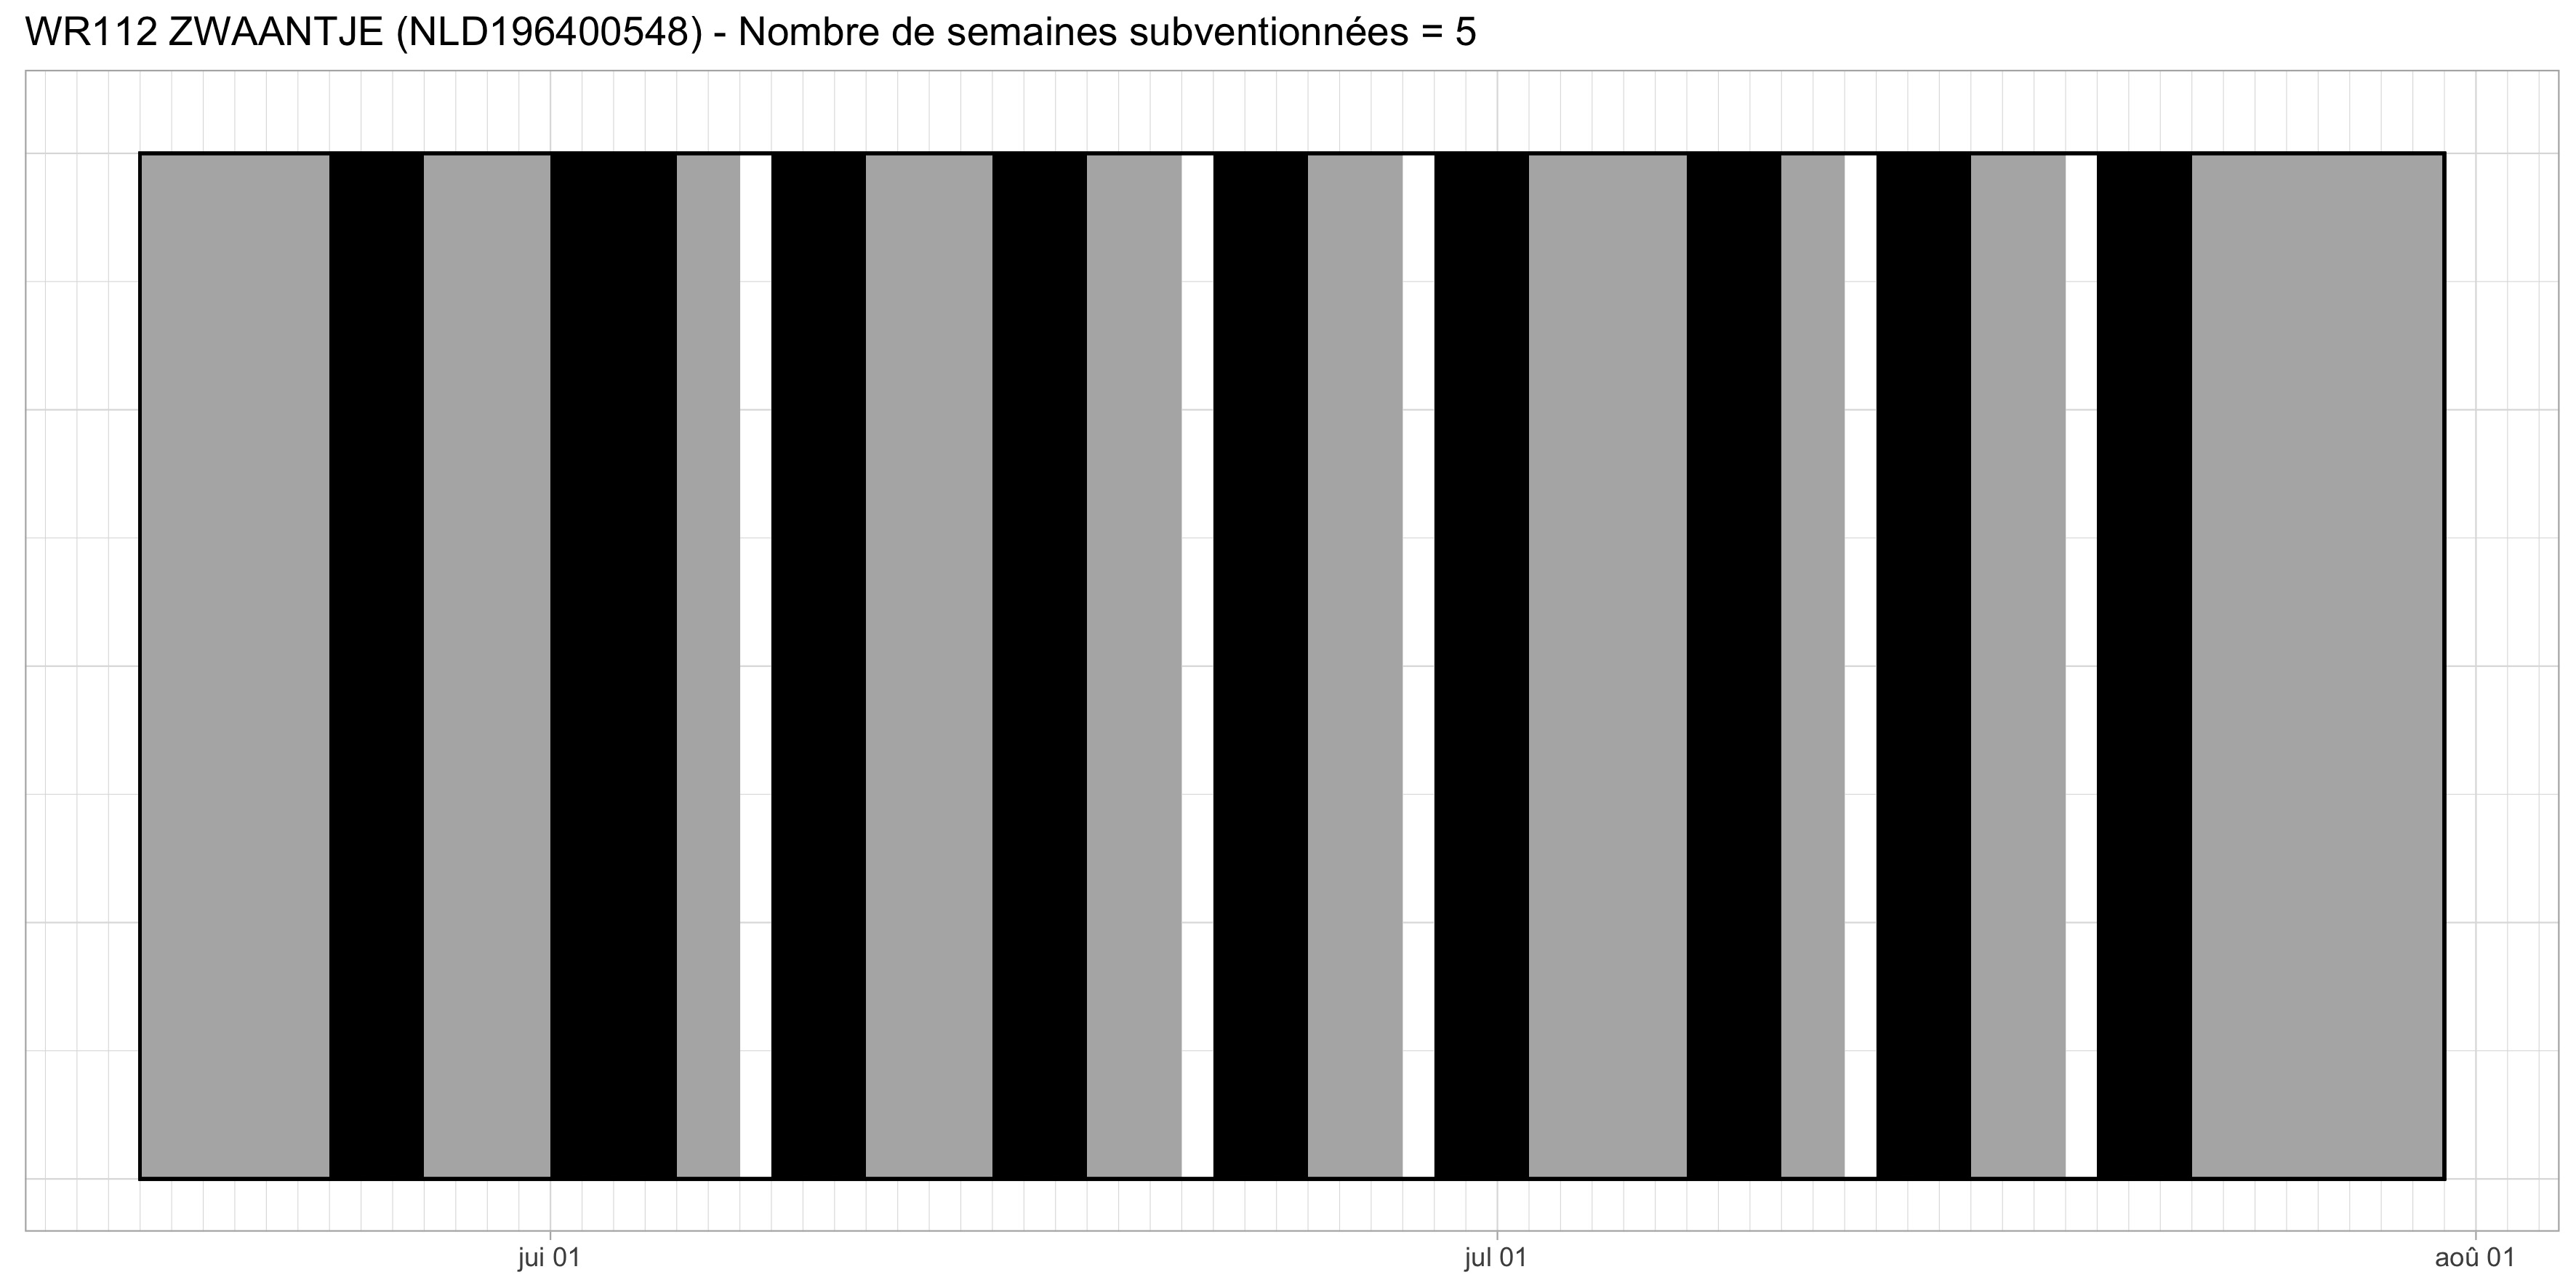 WR112 ZWAANTJE (NLD196400548) - Nombre de semaines subventionnées = 5
jui 01 jul 01 aoû 01